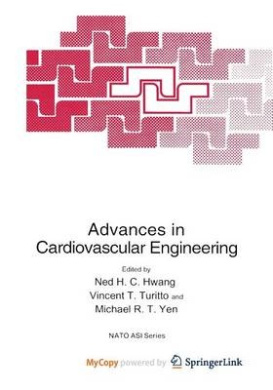 Advances in
Cardiovascular Engineering
Edited by
Ned H. C. Hwang
Vincent T. Turitto and
Michael R. T. Yen
NATO ASI Series
MyCopy powered by SpringerLink